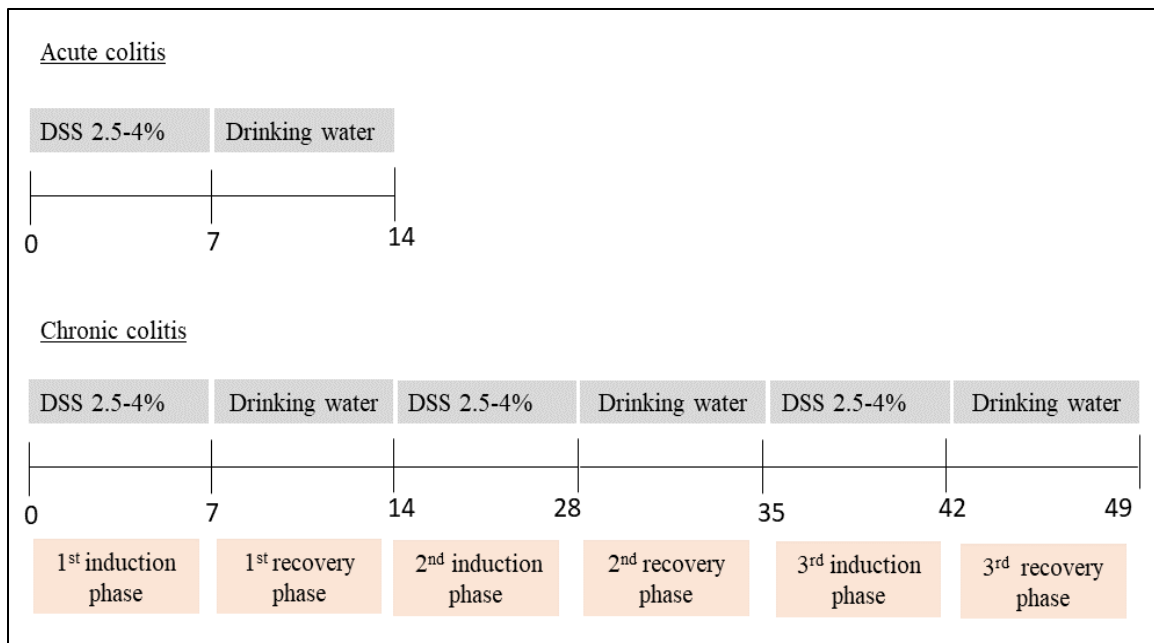 Acute colitis
DSS 2.5-4% Drinking water
0 7 14
Chronic colitis
DSS 2.5-4% Drinking water DSS 2.5-4% Drinking water DSS 2.5-4% Drinking water
0 7 14 28 35 42 49
1st induction phase
1st recovery phase
2nd induction phase
2nd recovery phase
3rd induction phase
3rd recovery phase